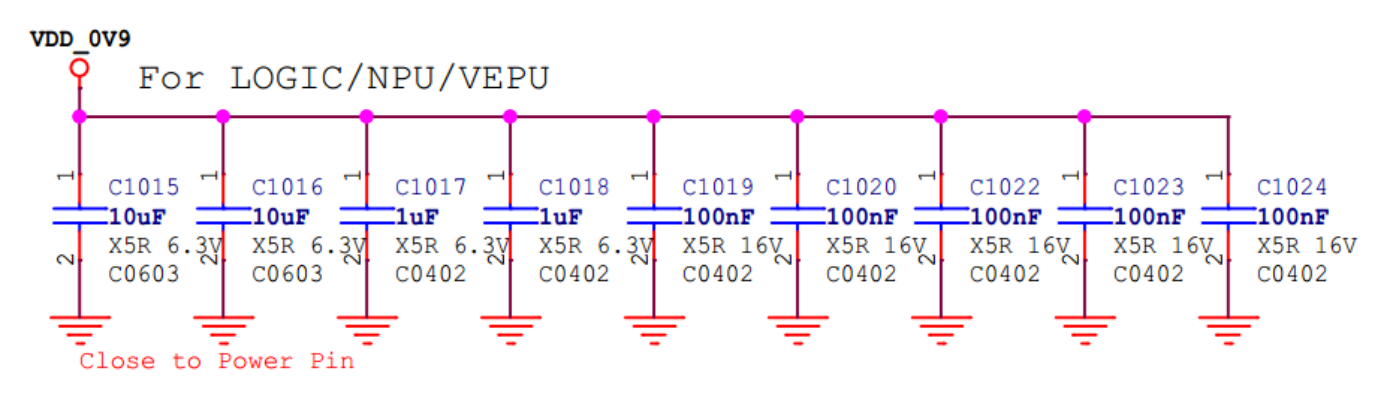 VDD_0V9
For LOGIC/NPU/VEPU
1 C1015 1 C1016 1 C1017 1 C1018 1 C1019 1 C1020 1 C1022 1 C1023 1 C1024
10uF 10uF 1uF 1uF 100nF 100nF 100nF 100nF 100nF
2 X5R 6.3V 2 X5R 6.3V 2 X5R 6.3V 2 X5R 6.3V 2 X5R 16V 2 X5R 16V 2 X5R 16V 2 X5R 16V 2 X5R 16V
C0603 C0603 C0402 C0402 C0402 C0402 C0402 C0402 C0402
Close to Power Pin